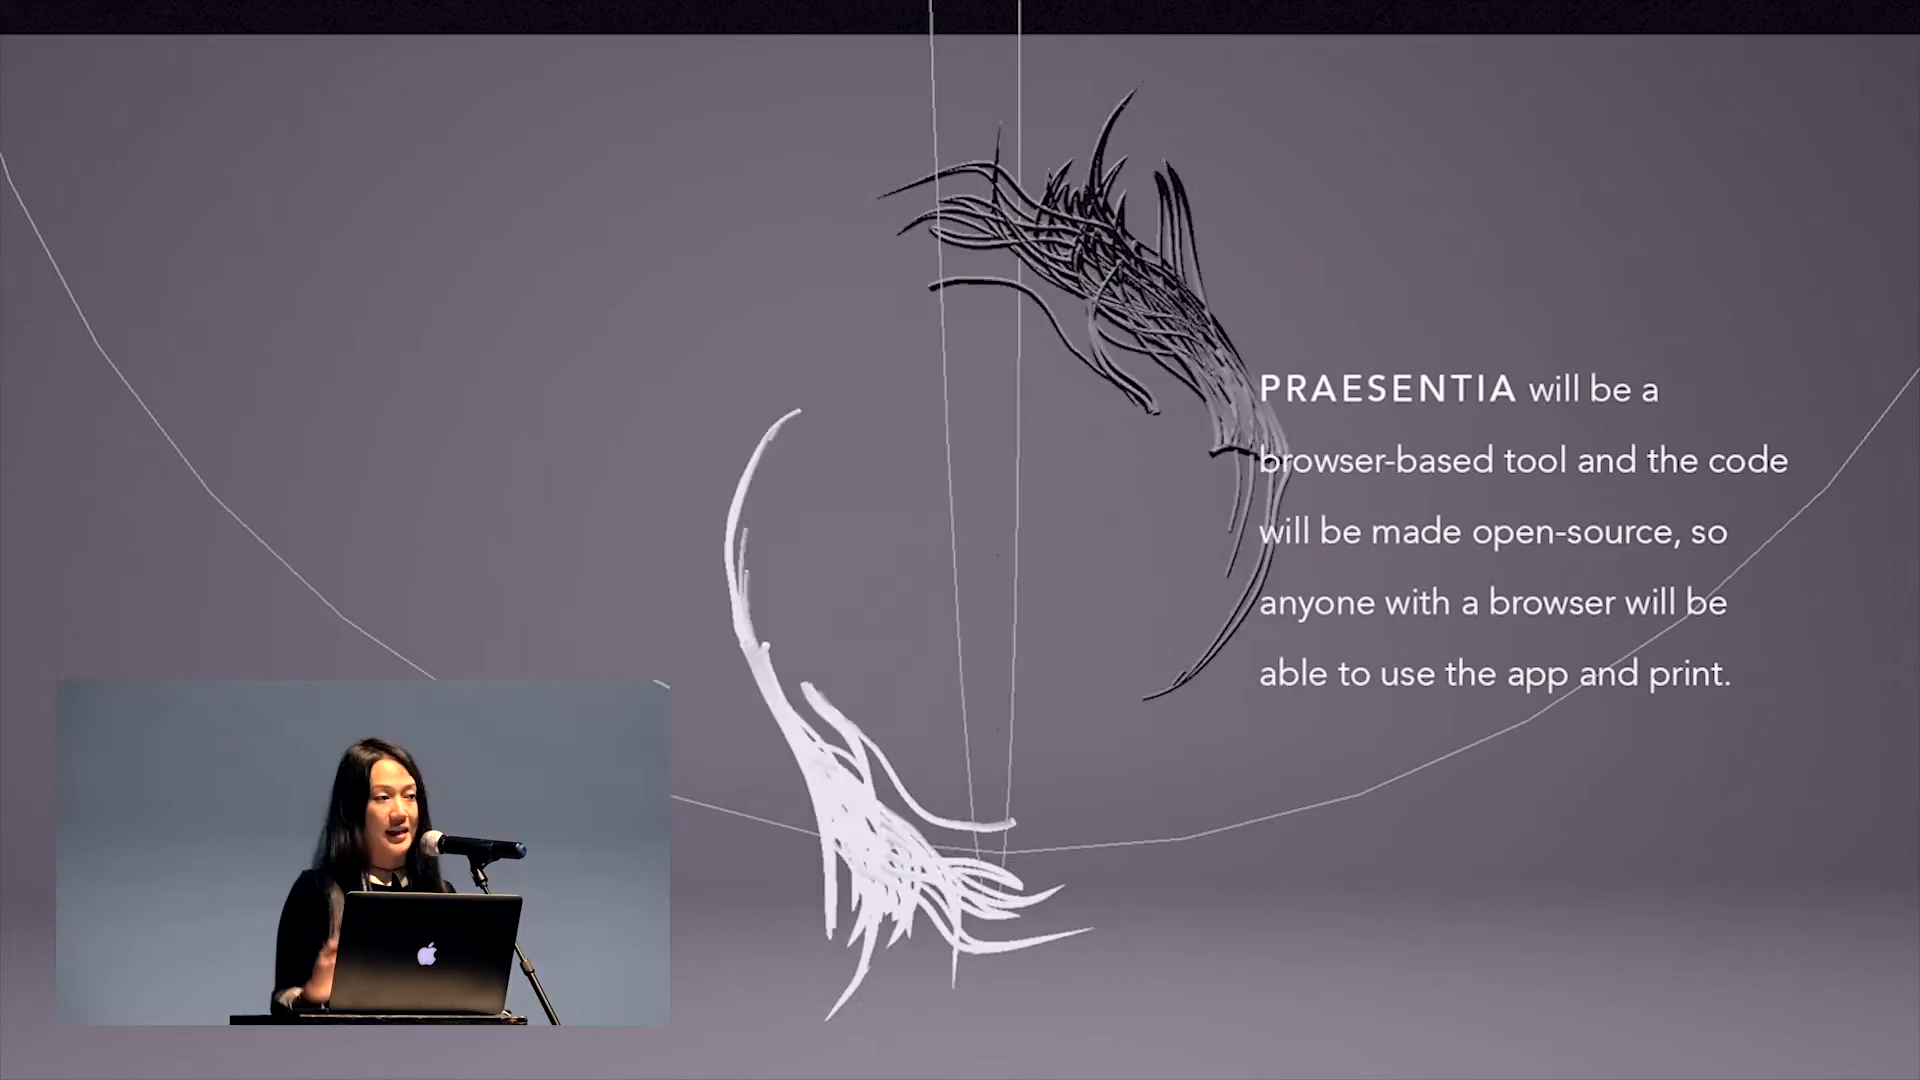 PRAESENTIA will be a
browser-based tool and the code
will be made open-source, so
anyone with a browser will be
able to use the app and print.